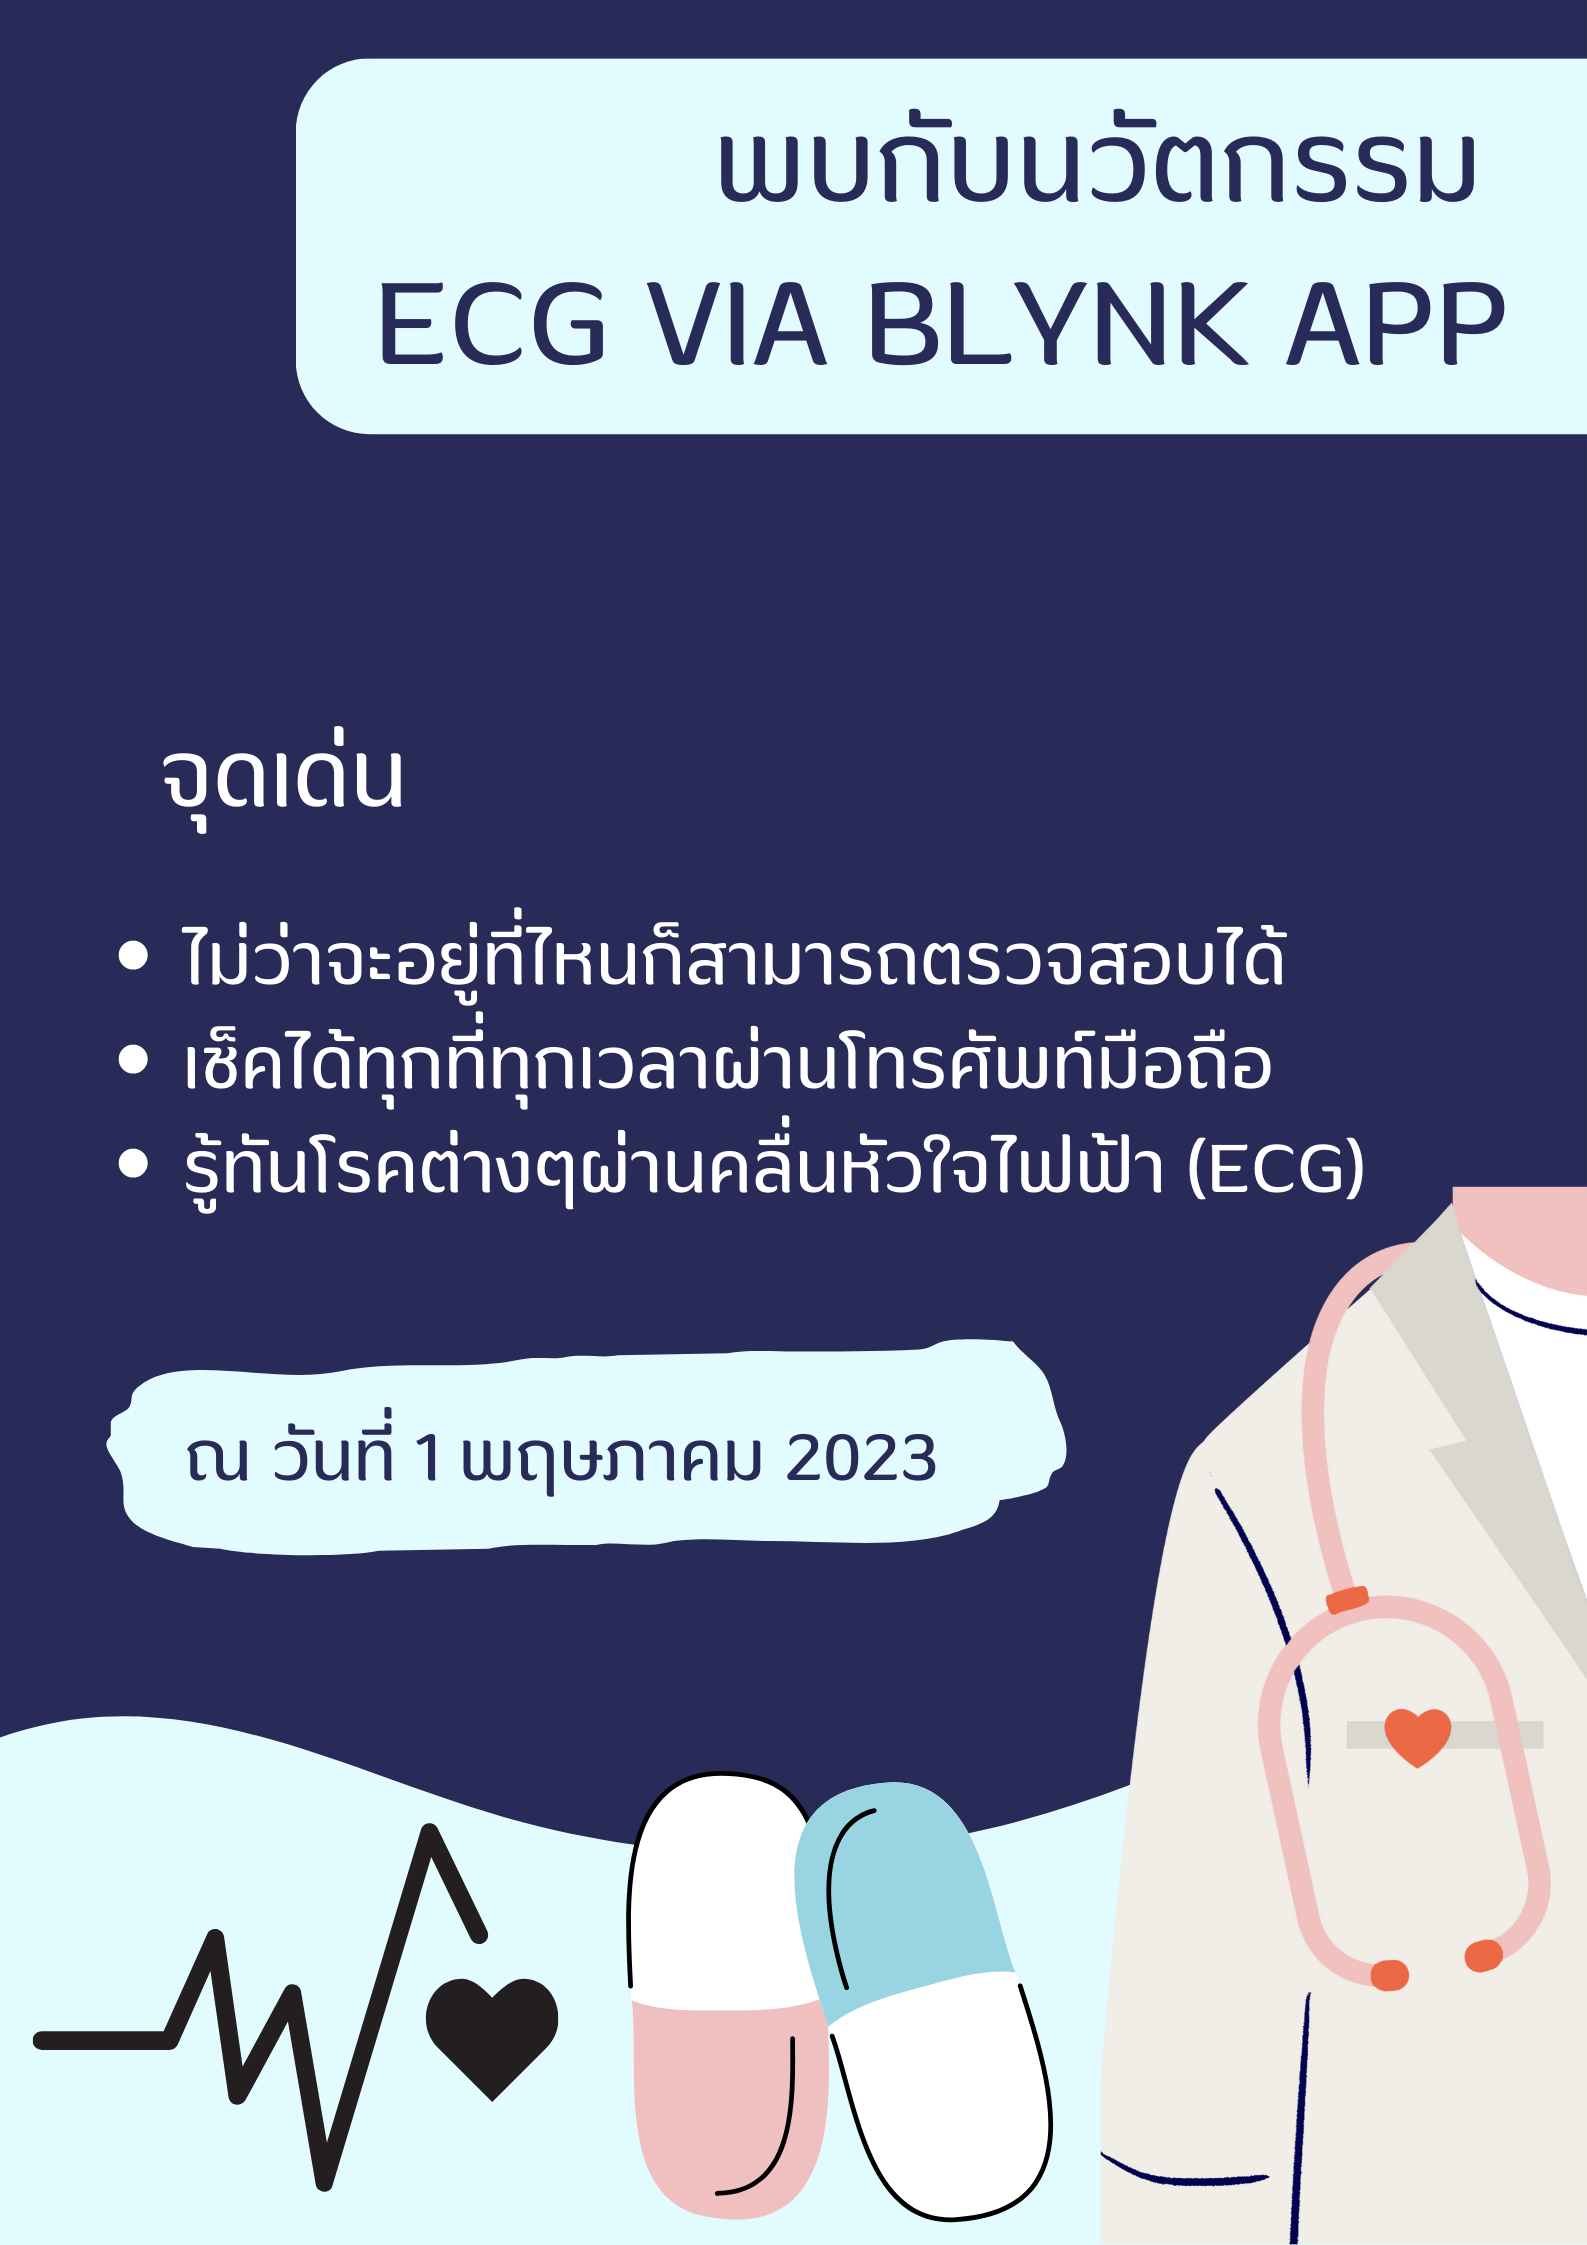 พบกับนวัตกรรม
ECG VIA BLYNK APP
จุดเด่น
• ไม่ว่าจะอยู่ที่ไหนก็สามารถตรวจสอบได้
• เช็คได้ทุกที่ทุกเวลาผ่านโทรศัพท์มือถือ
• รู้ทันโรคต่างๆผ่านคลื่นหัวใจไฟฟ้า (ECG)
ณ วันที่ 1 พฤษภาคม 2023